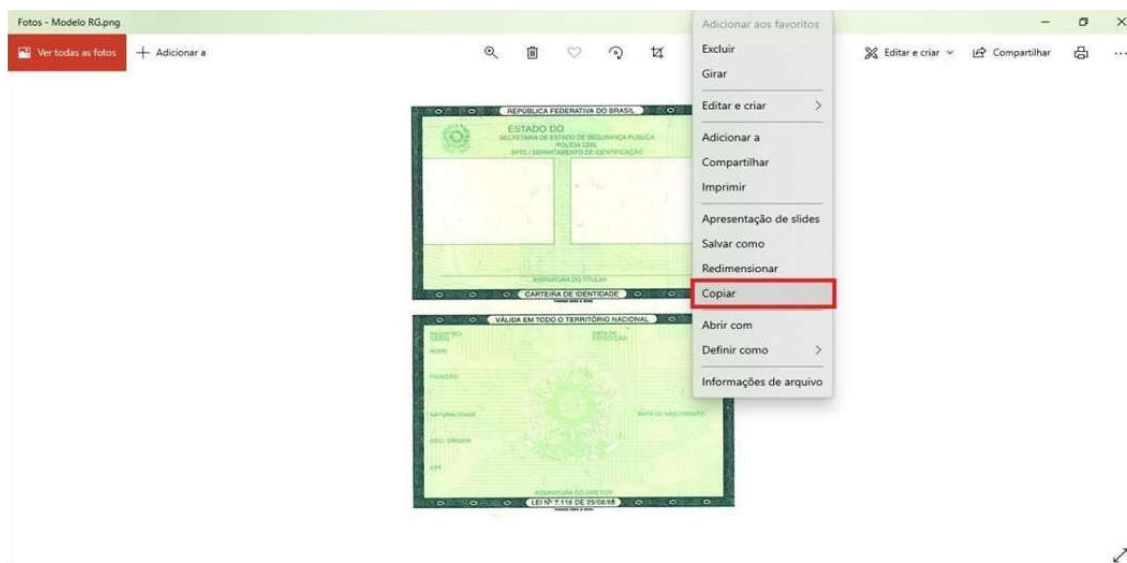 Fotos - Modelo RG.png
Ver todas as fotos
Adicionar a
Editar e criar
Compartilhar
Adicionar aos favoritos
Excluir
Girar
Editar e criar
Adicionar a
Compartilhar
Imprimir
Apresentação de slides
Salvar como
Redimensionar
Copiar
Abrir com
Definir como
Informações de arquivo
REPÚBLICA FEDERATIVA DO BRASIL
ESTADO DO
SECRETARIA DE ESTADO DE SEGURANÇA PÚBLICA
POLÍCIA CIVIL
DEPARTAMENTO DE IDENTIFICAÇÃO
ASSINATURA DO TITULAR
CARTEIRA DE IDENTIDADE
VÁLIDA EM TODO O TERRITÓRIO NACIONAL
REGISTRO GERAL
DATA DE EXPEDIÇÃO
NOME
FILIAÇÃO
NATURALIDADE
DATA DE NASCIMENTO
DOC. ORIGEM
CPF
ASSINATURA DO DIRETOR
LEI Nº 7.116 DE 29/08/83